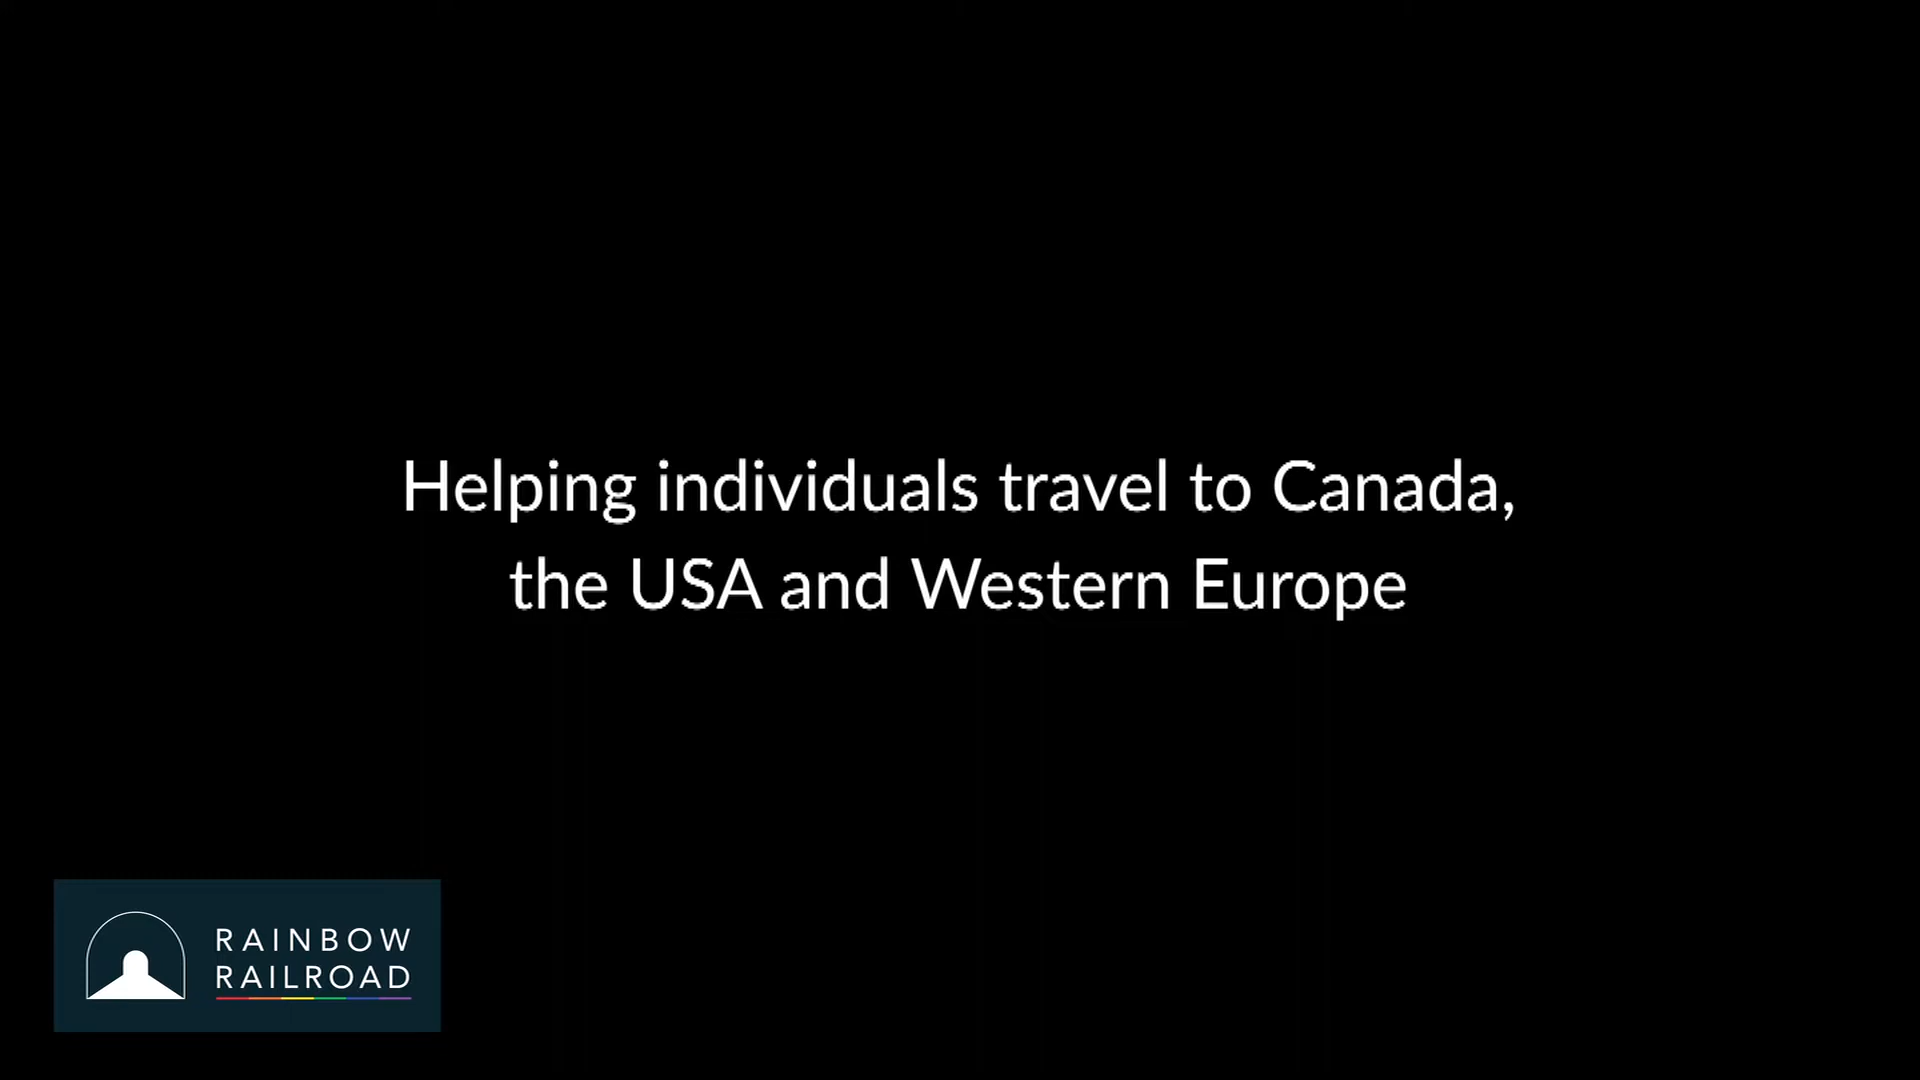 Helping individuals travel to Canada,
the USA and Western Europe
RAINBOW
RAILROAD